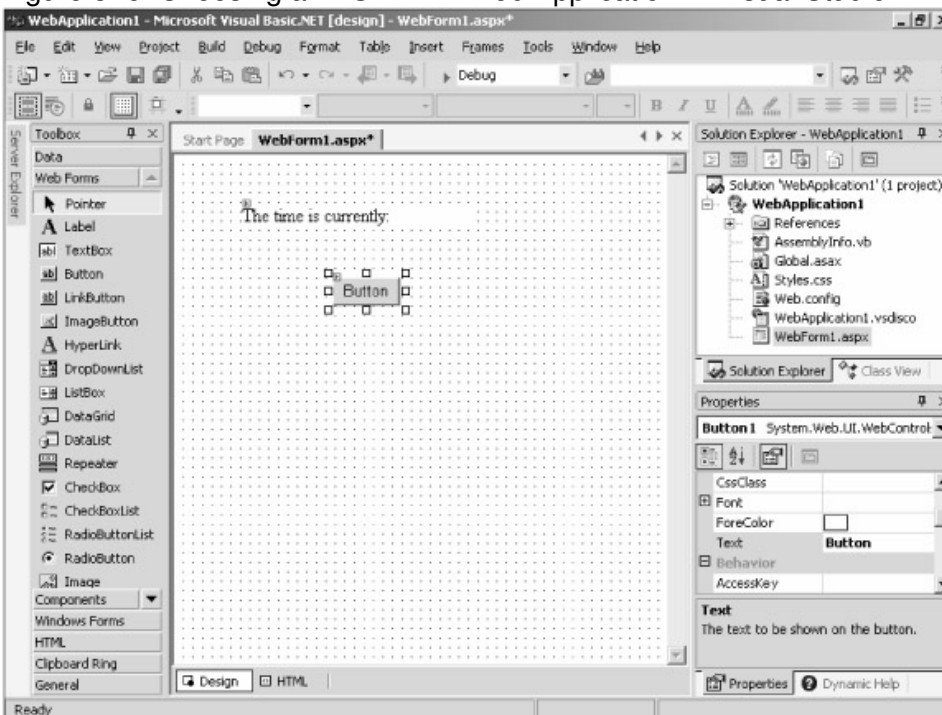 WebApplication1 - Microsoft Visual Basic.NET [design] - WebForm1.aspx*
File Edit View Project Build Debug Format Table Insert Frames Tools Window Help
Debug
B I U
Server Explorer
Toolbox
Data
Web Forms
Pointer
Label
TextBox
Button
LinkButton
ImageButton
HyperLink
DropDownList
ListBox
DataGrid
DataList
Repeater
CheckBox
CheckBoxList
RadioButtonList
RadioButton
Image
Components
Windows Forms
HTML
Clipboard Ring
General
Start Page WebForm1.aspx*
The time is currently:
Button
Design HTML
Solution Explorer - WebApplication1
Solution 'WebApplication1' (1 project)
WebApplication1
References
AssemblyInfo.vb
Global.asax
Styles.css
Web.config
WebApplication1.vsdisco
WebForm1.aspx
Solution Explorer Class View
Properties
Button1 System.Web.UI.WebControl
CssClass
Font
ForeColor
Text Button
Behavior
AccessKey
Text
The text to be shown on the button.
Properties Dynamic Help
Ready